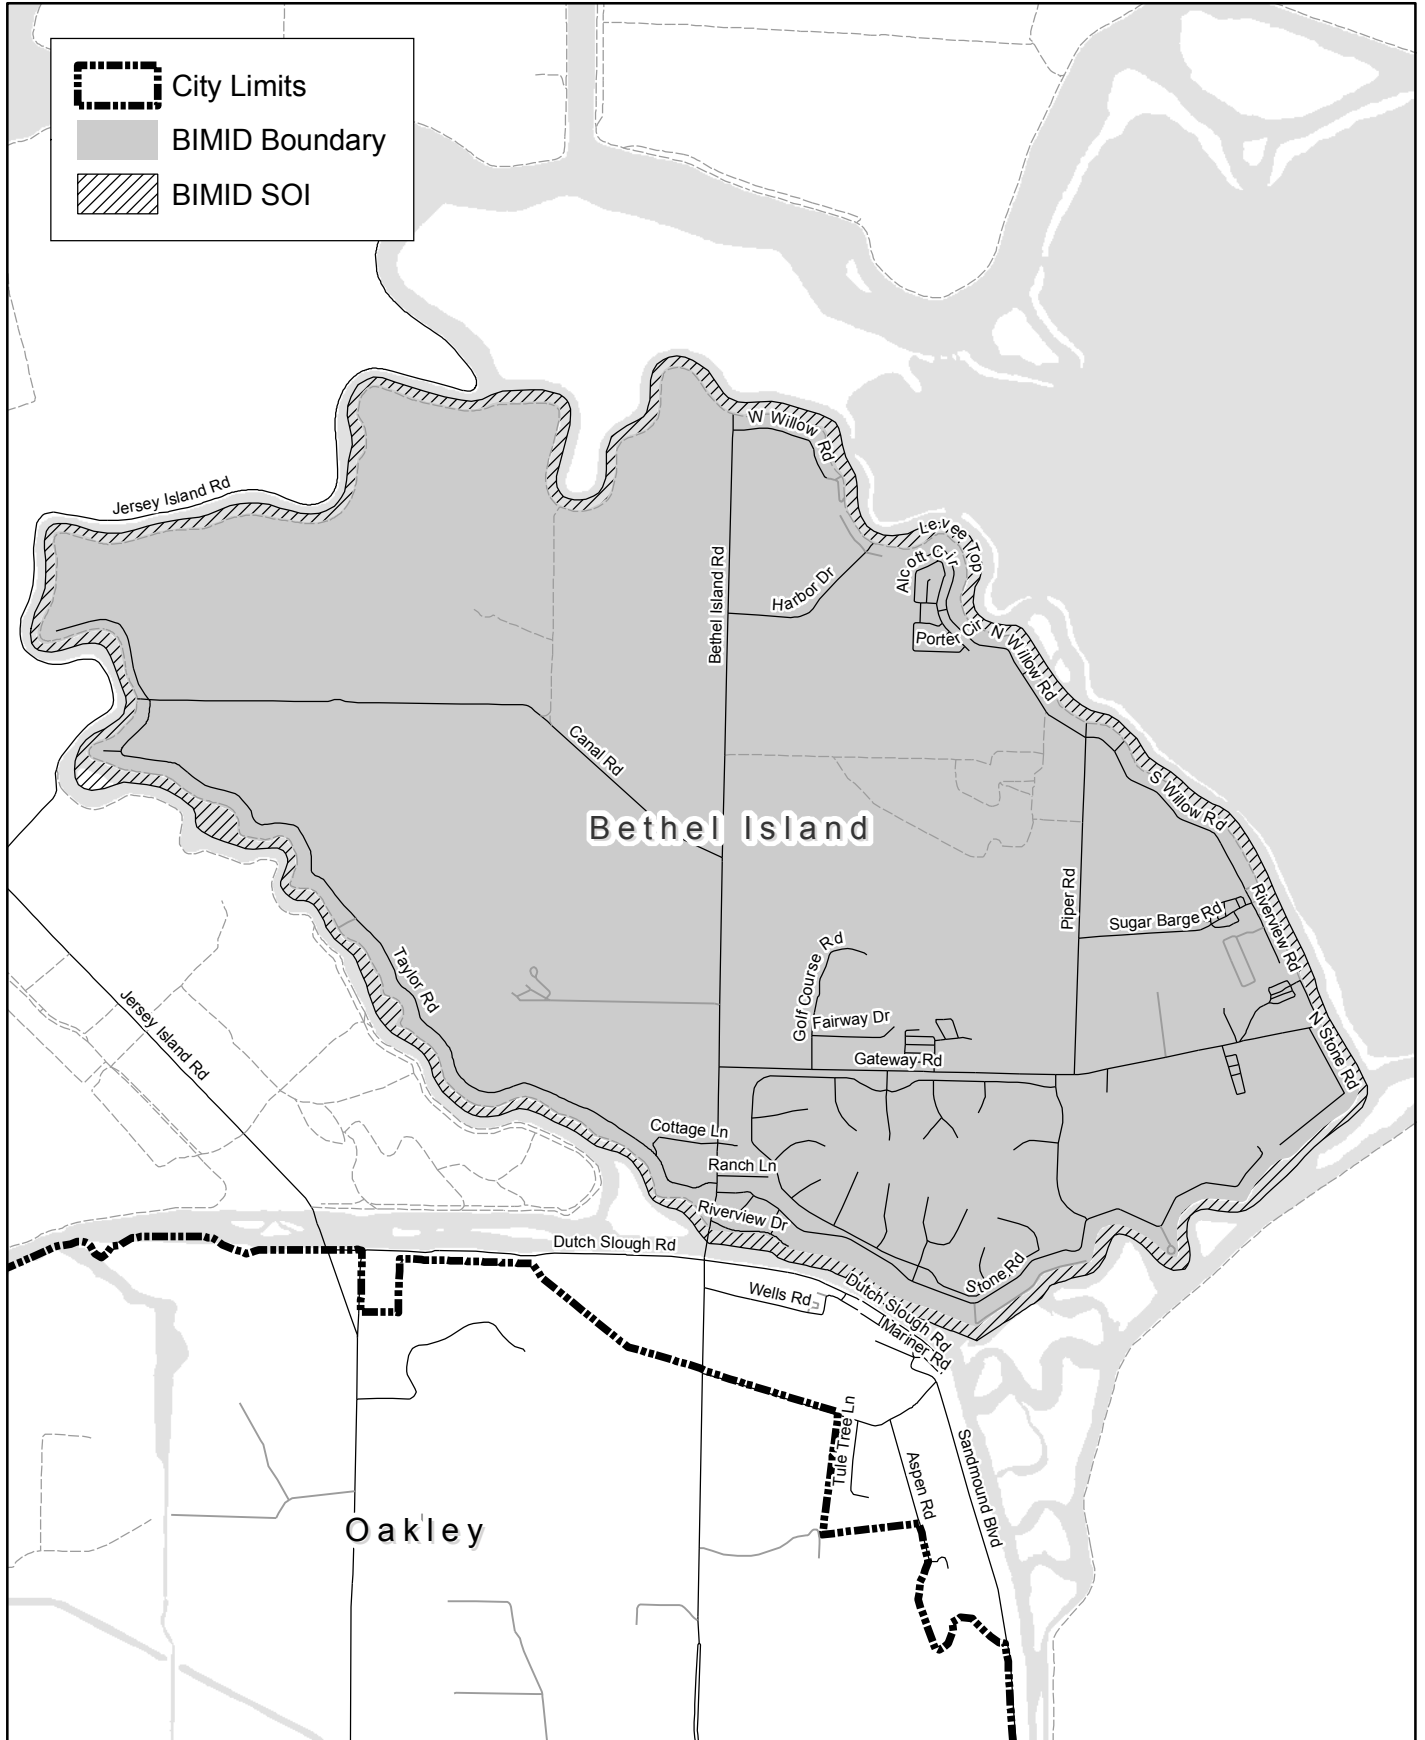 City Limits
BIMID Boundary
BIMID SOI
W Willow Rd
Jersey Island Rd
Levee Top
Alcott Cir
Bethel Island Rd
Harbor Dr
Porter Cir
N Willow Rd
Canal Rd
S Willow Rd
Bethel Island
Piper Rd
Riverview Rd
Sugar Barge Rd
Golf Course Rd
Taylor Rd
Jersey Island Rd
Fairway Dr
N Stone Rd
Gateway Rd
Cottage Ln
Ranch Ln
Riverview Dr
Dutch Slough Rd
Stone Rd
Wells Rd
Dutch Slough Rd
Mariner Rd
Tule Tree Ln
Aspen Rd
Sandmound Blvd
Oakley